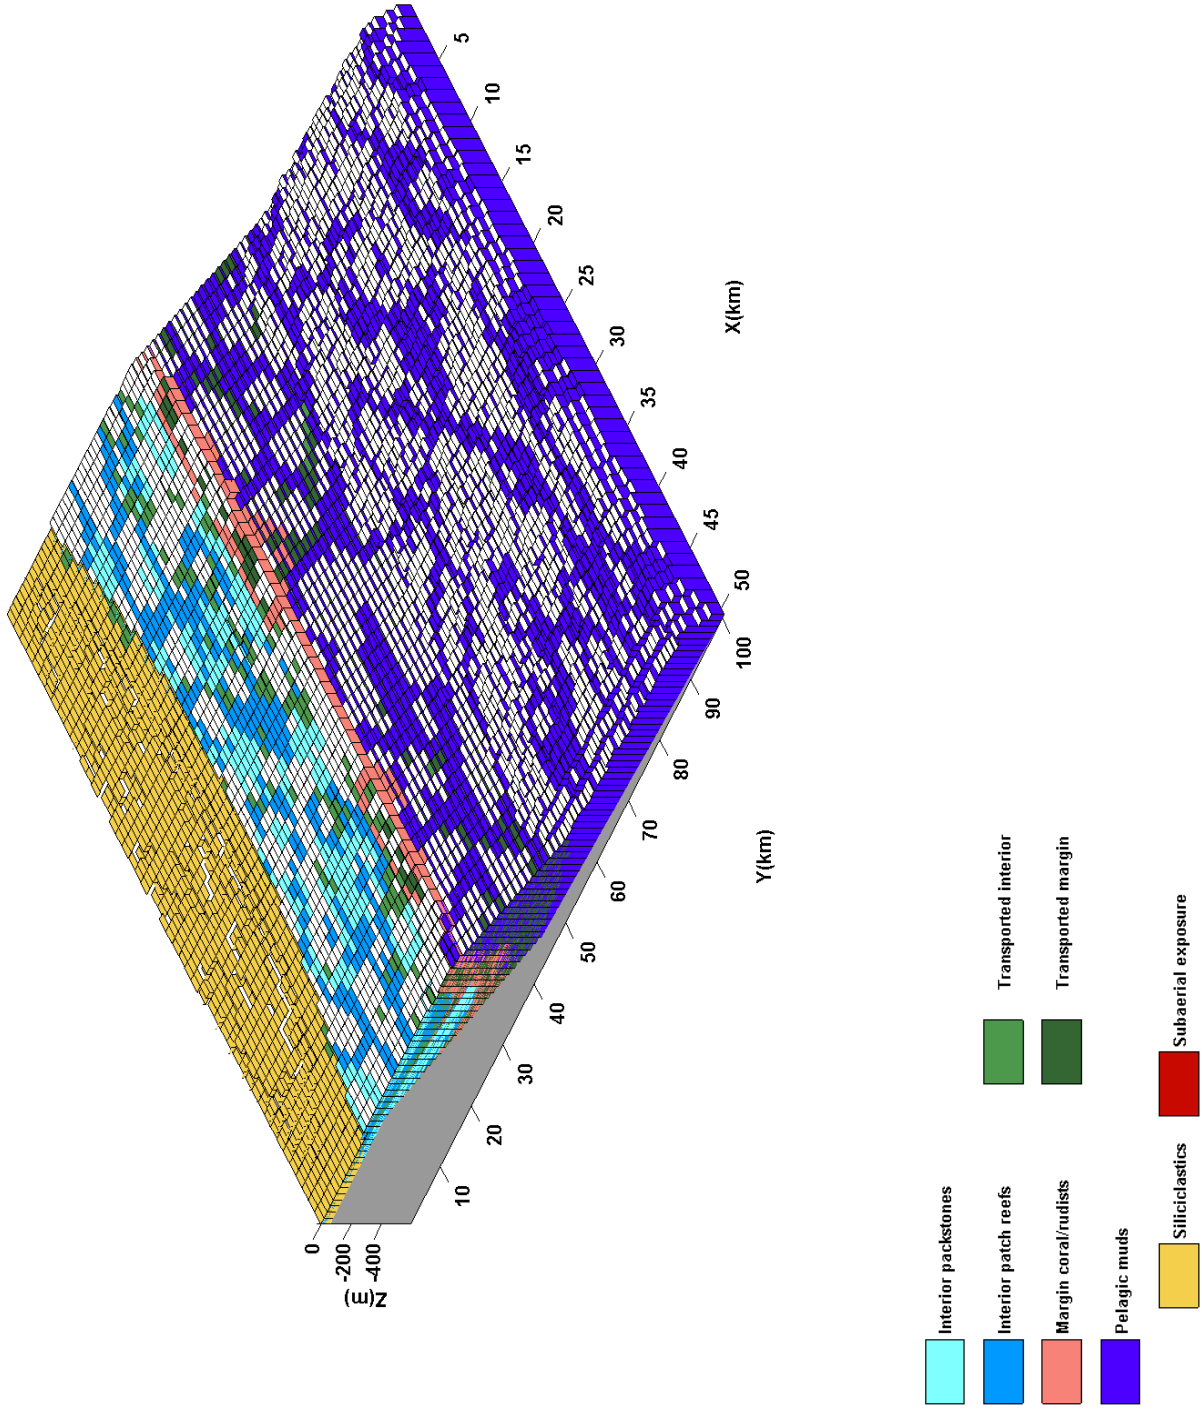 0
-200
-400
Z(m)
10
20
30
40
50
60
70
80
90
100
Y(km)
5
10
15
20
25
30
35
40
45
50
X(km)
Interior packstones
Interior patch reefs
Margin coral/rudists
Pelagic muds
Transported interior
Transported margin
Siliciclastics
Subaerial exposure